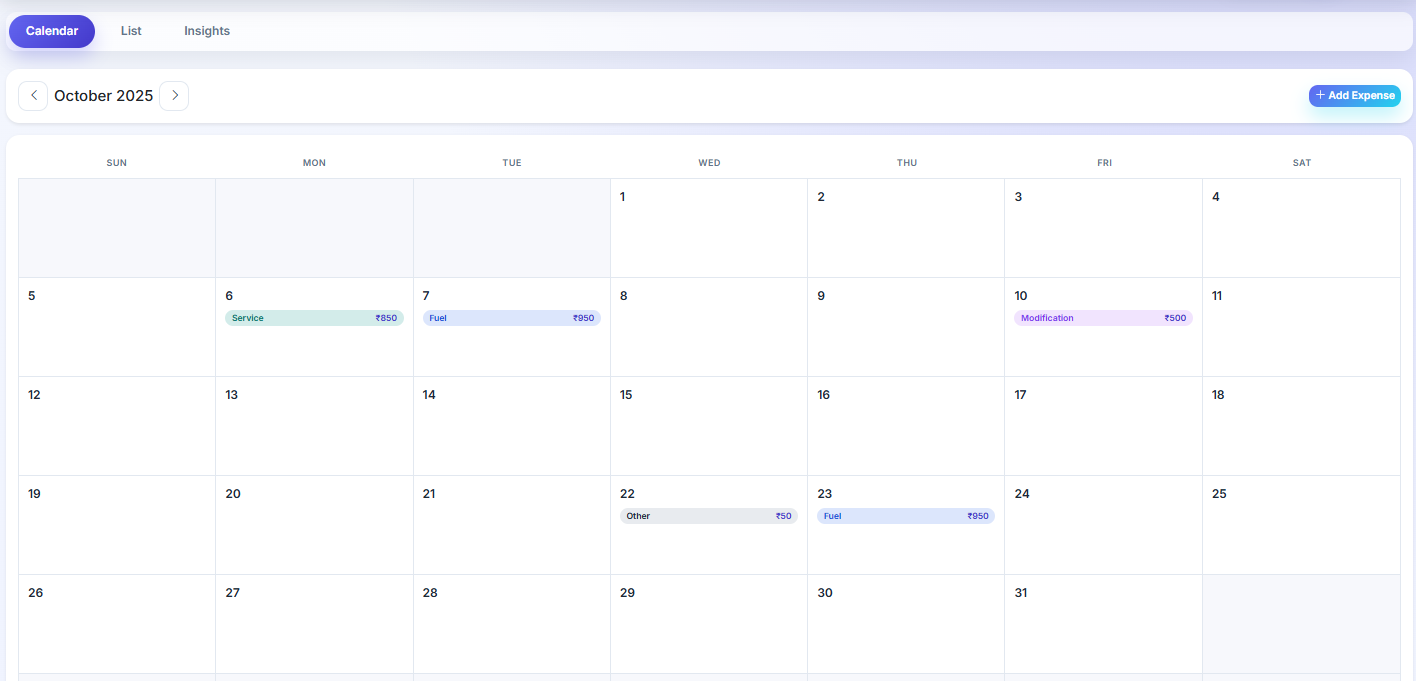 Calendar List Insights
October 2025 + Add Expense
SUN MON TUE WED THU FRI SAT
1 2 3 4
5 6 7 8 9 10 11
Service ₹850 Fuel ₹950 Modification ₹500
12 13 14 15 16 17 18
19 20 21 22 23 24 25
Other ₹50 Fuel ₹950
26 27 28 29 30 31